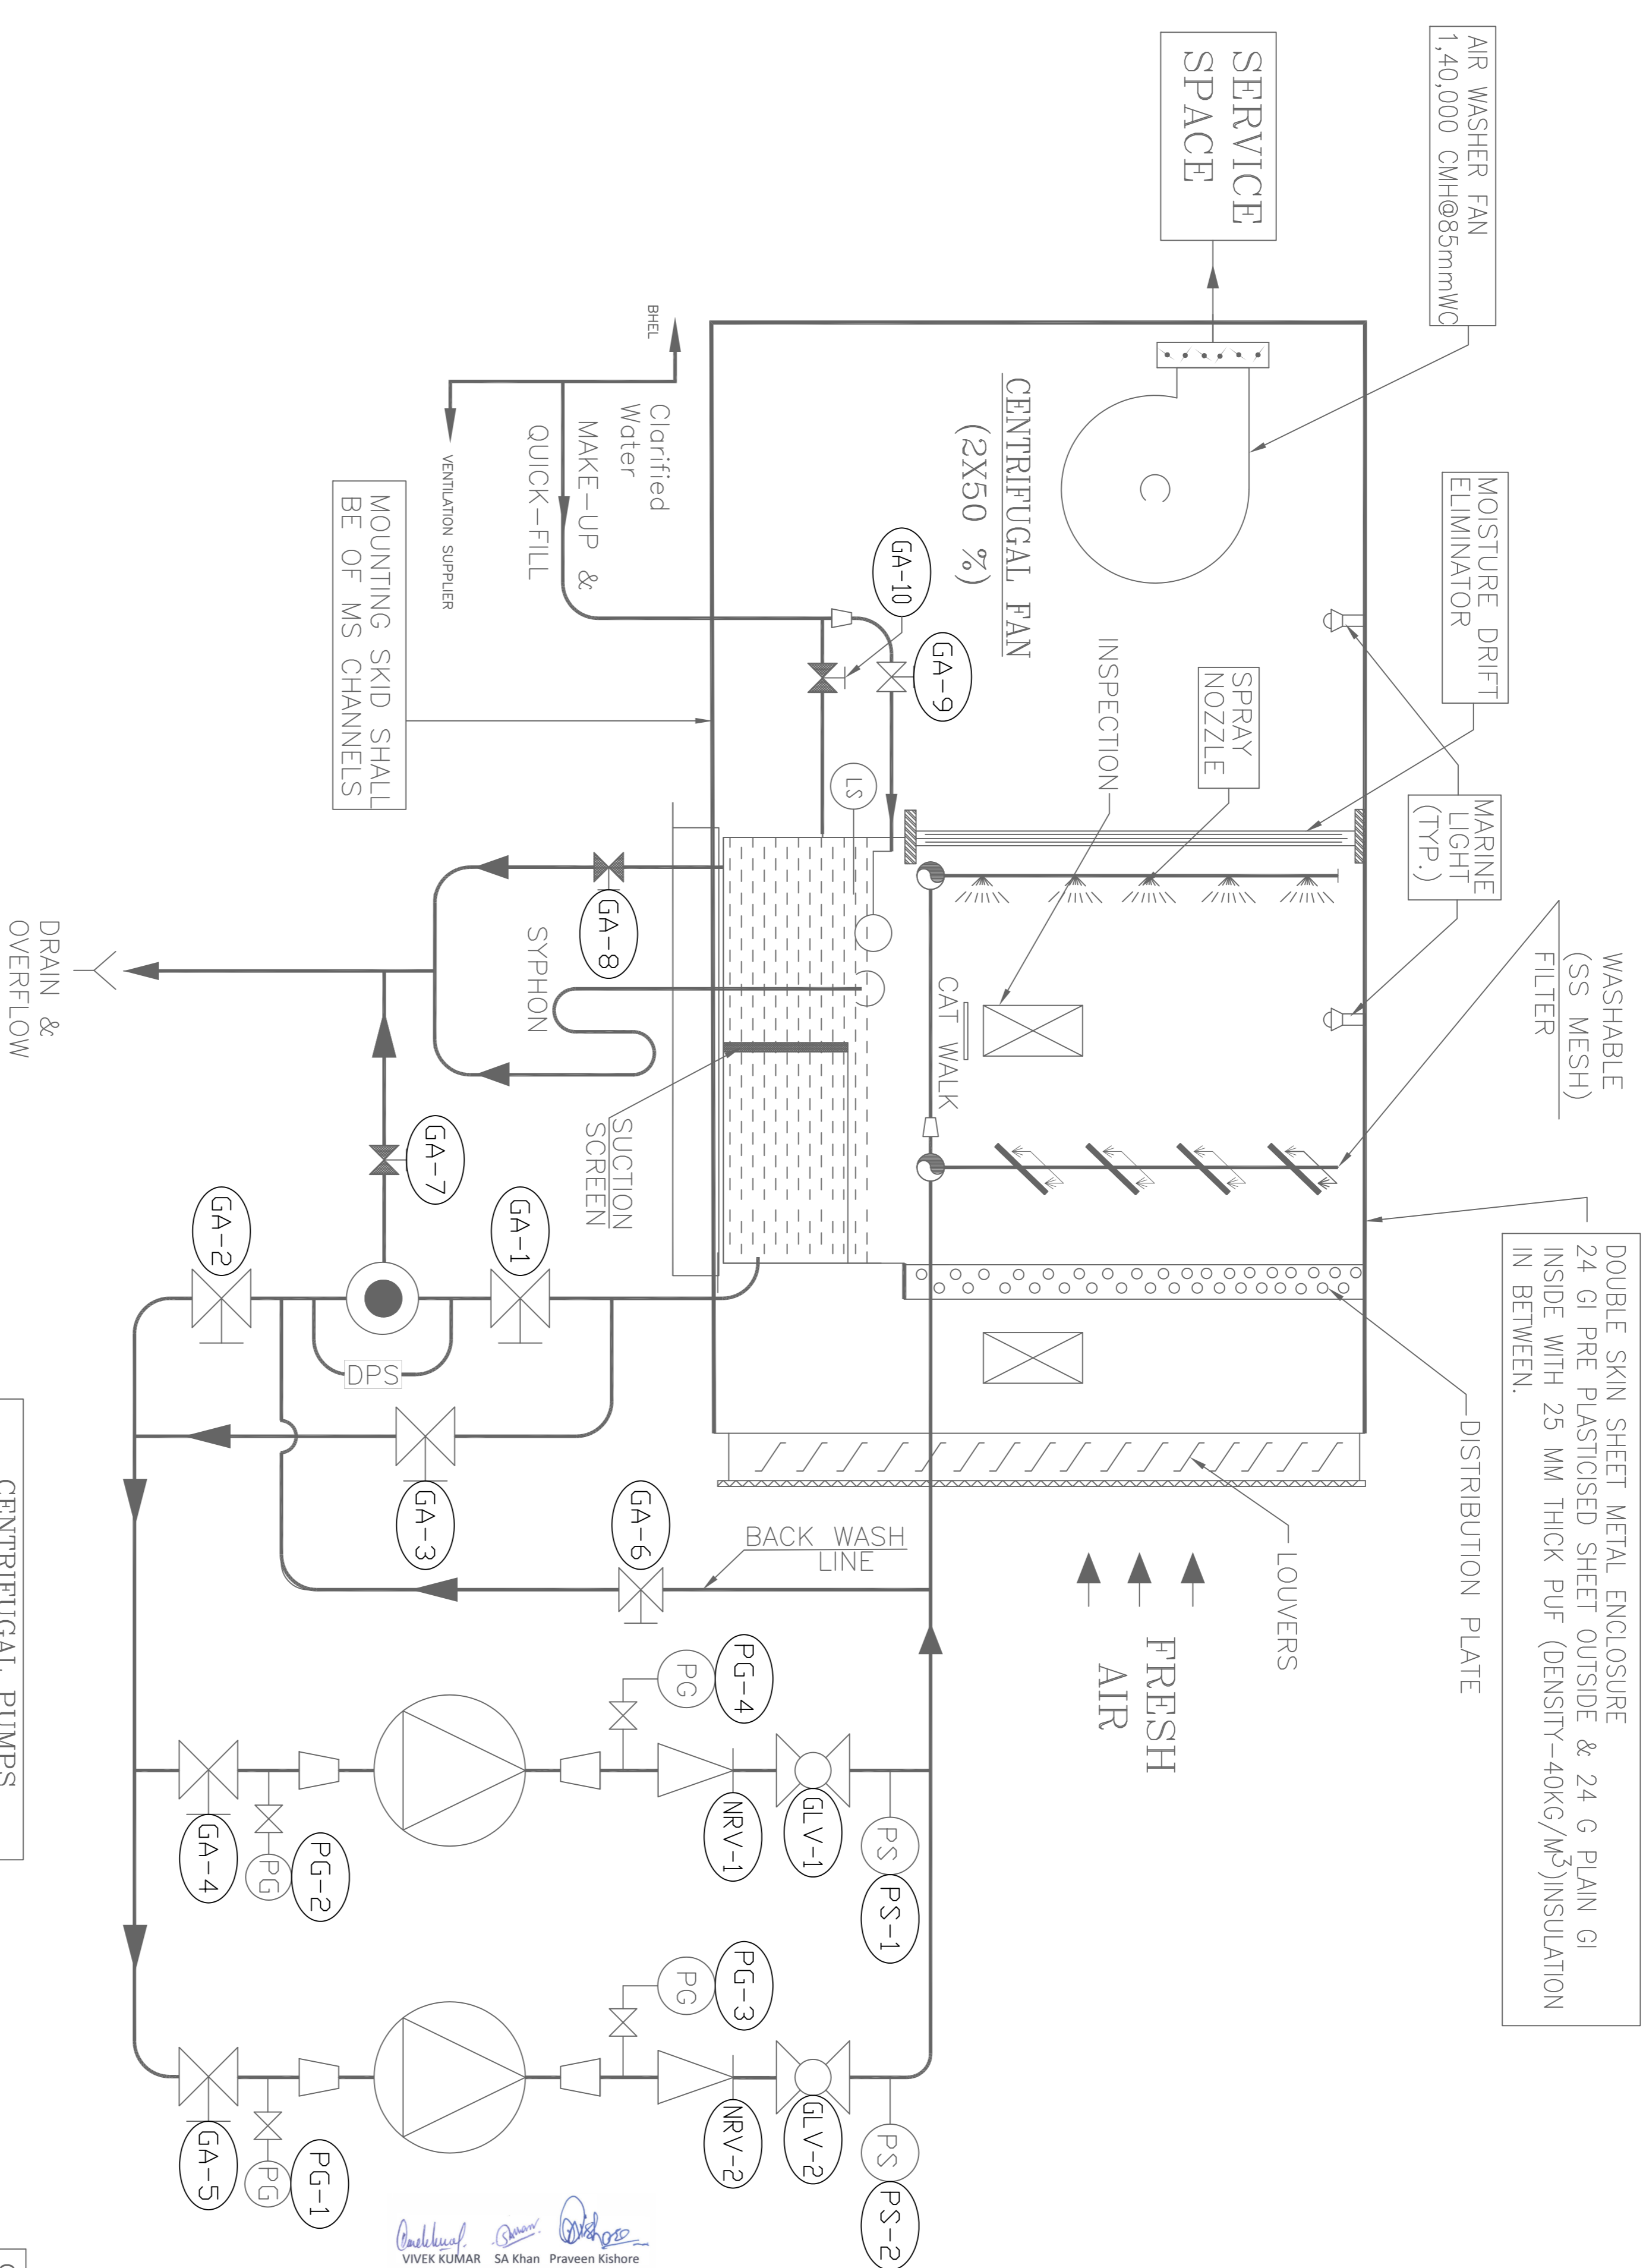 AIR WASHER FAN
1,40,000 CMH@85mmWC
SERVICE
SPACE
CENTRIFUGAL FAN
(2X50 %)
MOISTURE DRIFT
ELIMINATOR
MARINE
LIGHT
(TYP.)
WASHABLE
(SS MESH)
FILTER
DOUBLE SKIN SHEET METAL ENCLOSURE
24 GI PRE PLASTICISED SHEET OUTSIDE & 24 G PLAIN GI
INSIDE WITH 25 MM THICK PUF (DENSITY-40KG/M3)INSULATION
IN BETWEEN.
DISTRIBUTION PLATE
LOUVERS
FRESH
AIR
SPRAY
NOZZLE
INSPECTION
CAT WALK
GA-10
GA-9
LS
BHEL
VENTILATION SUPPLIER
Clarified
Water
MAKE-UP &
QUICK-FILL
MOUNTING SKID SHALL
BE OF MS CHANNELS
GA-8
SYPHON
SUCTION
SCREEN
DRAIN &
OVERFLOW
GA-7
GA-1
GA-2
DPS
GA-3
GA-6
BACK WASH
LINE
PG-4
PG
NRV-1
GLV-1
PS
PS-1
GA-4
PG
PG-2
PG-3
PG
NRV-2
GLV-2
PS
PS-2
GA-5
PG
PG-1
CENTRIFUGAL PUMPS
VIVEK KUMAR SA Khan Praveen Kishore